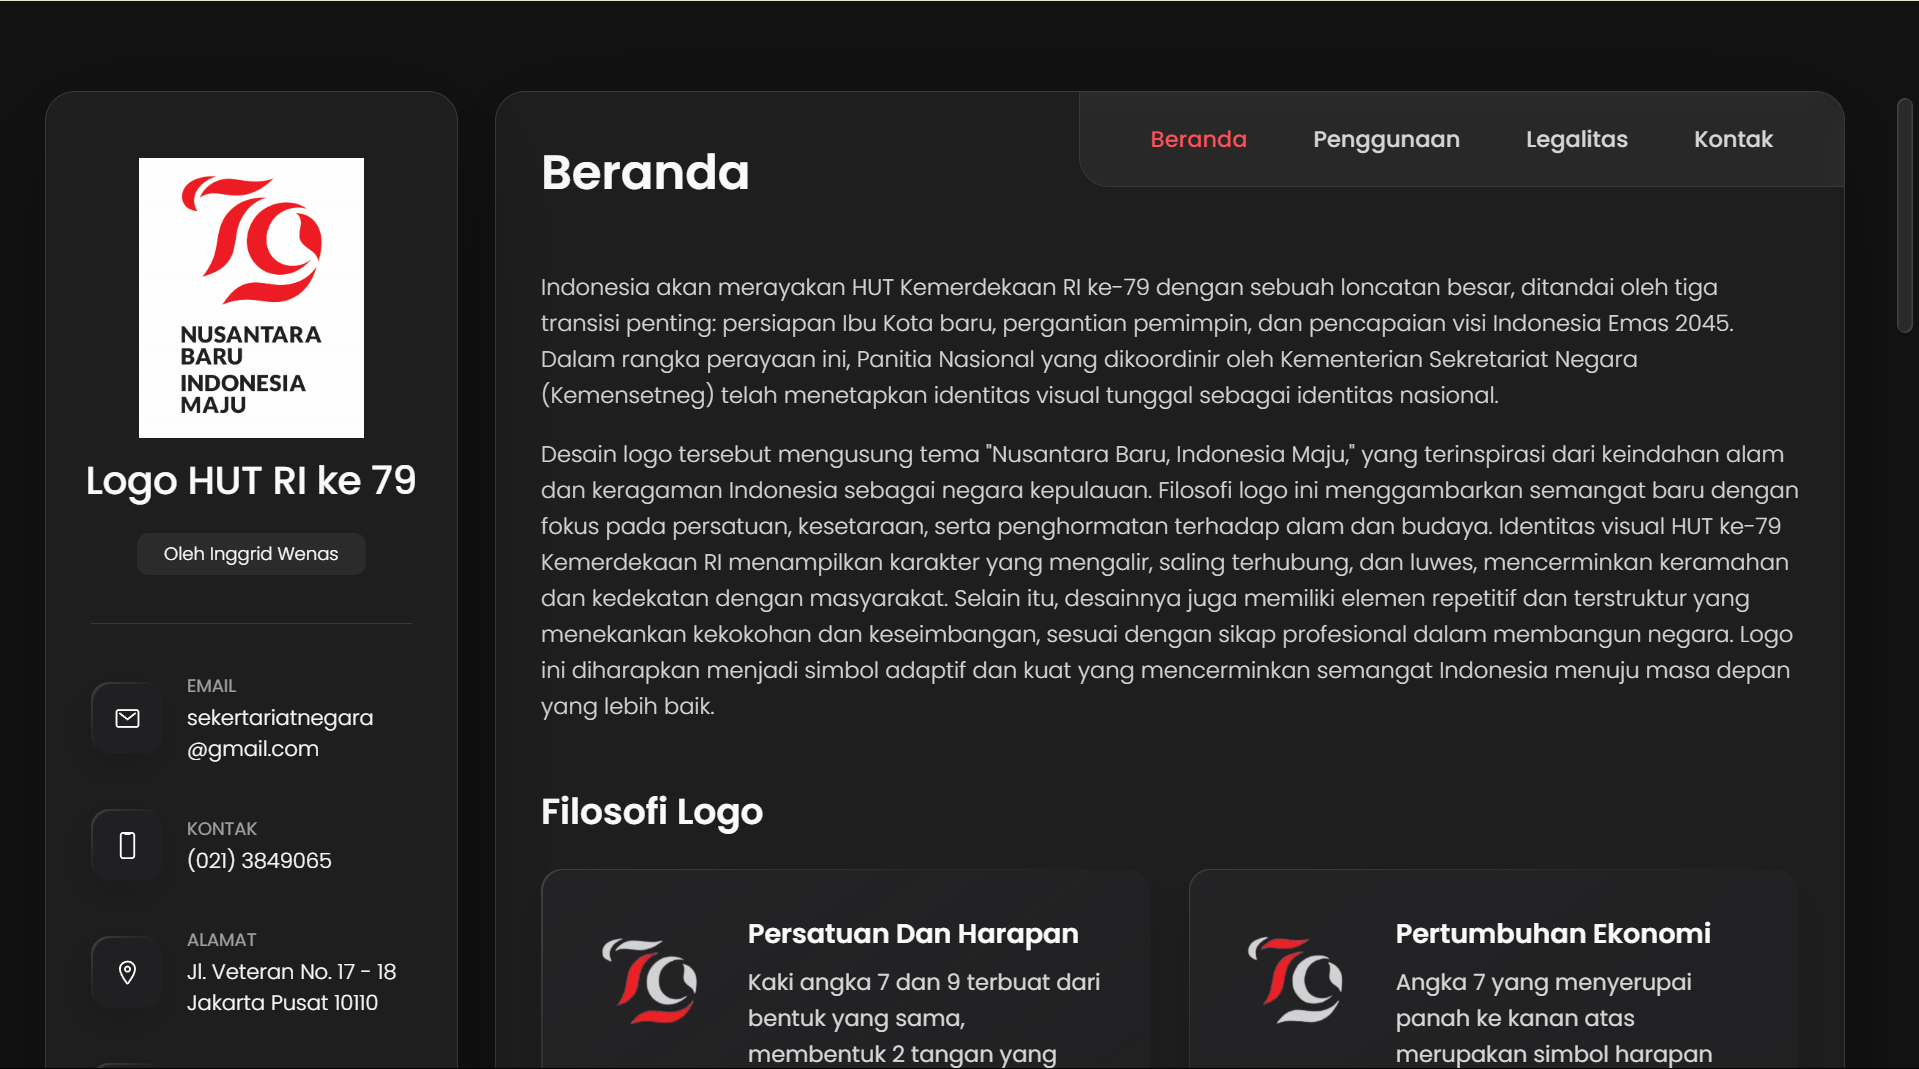 79
NUSANTARA
BARU
INDONESIA
MAJU
Logo HUT RI ke 79
Oleh Inggrid Wenas
EMAIL
sekertariatnegara
@gmail.com
KONTAK
(021) 3849065
ALAMAT
Jl. Veteran No. 17 - 18
Jakarta Pusat 10110
Beranda
Beranda Penggunaan Legalitas Kontak
Indonesia akan merayakan HUT Kemerdekaan RI ke-79 dengan sebuah loncatan besar, ditandai oleh tiga
transisi penting: persiapan Ibu Kota baru, pergantian pemimpin, dan pencapaian visi Indonesia Emas 2045.
Dalam rangka perayaan ini, Panitia Nasional yang dikoordinir oleh Kementerian Sekretariat Negara
(Kemensetneg) telah menetapkan identitas visual tunggal sebagai identitas nasional.
Desain logo tersebut mengusung tema "Nusantara Baru, Indonesia Maju," yang terinspirasi dari keindahan alam
dan keragaman Indonesia sebagai negara kepulauan. Filosofi logo ini menggambarkan semangat baru dengan
fokus pada persatuan, kesetaraan, serta penghormatan terhadap alam dan budaya. Identitas visual HUT ke-79
Kemerdekaan RI menampilkan karakter yang mengalir, saling terhubung, dan luwes, mencerminkan keramahan
dan kedekatan dengan masyarakat. Selain itu, desainnya juga memiliki elemen repetitif dan terstruktur yang
menekankan kekokohan dan keseimbangan, sesuai dengan sikap profesional dalam membangun negara. Logo
ini diharapkan menjadi simbol adaptif dan kuat yang mencerminkan semangat Indonesia menuju masa depan
yang lebih baik.
Filosofi Logo
79
Persatuan Dan Harapan
Kaki angka 7 dan 9 terbuat dari
bentuk yang sama,
membentuk 2 tangan yang
79
Pertumbuhan Ekonomi
Angka 7 yang menyerupai
panah ke kanan atas
merupakan simbol harapan